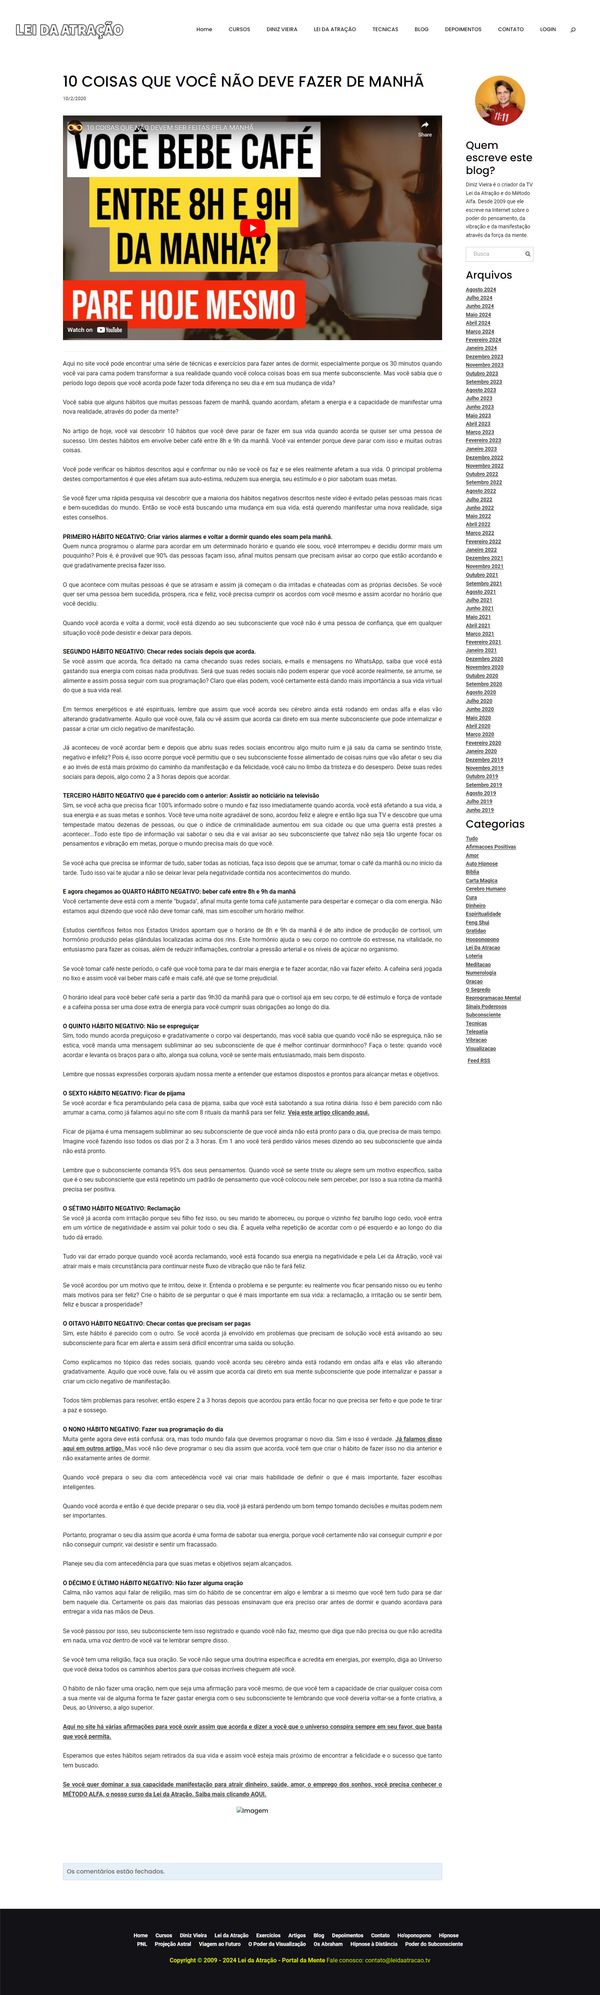 LEI DA ATRAÇÃO
Home CURSOS DINIZ VIEIRA LEI DA ATRAÇÃO TECNICAS BLOG DEPOIMENTOS CONTATO LOGIN
10 COISAS QUE VOCÊ NÃO DEVE FAZER DE MANHÃ
10/2/2020
10 COISAS QUE NÃO DEVEM SER FEITAS PELA MANHÃ
Share
VOCÊ BEBE CAFÉ
ENTRE 8H E 9H
DA MANHÃ?
PARE HOJE MESMO
Watch on YouTube
Aqui no site você pode encontrar uma série de técnicas e exercícios para fazer antes de dormir, especialmente porque os 30 minutos quando
você vai para cama podem transformar a sua realidade quando você coloca coisas boas em sua mente subconsciente. Mas você sabia que o
período logo depois que você acorda pode fazer toda diferença no seu dia e em sua mudança de vida?
Você sabia que alguns hábitos que muitas pessoas fazem de manhã, quando acordam, afetam a energia e a capacidade de manifestar uma
nova realidade, através do poder da mente?
No artigo de hoje, você vai descobrir 10 hábitos que você deve parar de fazer em sua vida quando acorda se quiser ser uma pessoa de
sucesso. Um destes hábitos em envolve beber café entre 8h e 9h da manhã. Você vai entender porque deve parar com isso e muitas outras
coisas.
Você pode verificar os hábitos descritos aqui e confirmar ou não se você os faz e se eles realmente afetam a sua vida. O principal problema
destes comportamentos é que eles afetam sua auto-estima, reduzem sua energia, seu estímulo e o pior sabotam suas metas.
Se você fizer uma rápida pesquisa vai descobrir que a maioria dos hábitos negativos descritos neste vídeo é evitado pelas pessoas mais ricas
e bem-sucedidas do mundo. Então se você está buscando uma mudança em sua vida, está querendo manifestar uma nova realidade, siga
estes conselhos.
PRIMEIRO HÁBITO NEGATIVO: Criar vários alarmes e voltar a dormir quando eles soam pela manhã.
Quem nunca programou o alarme para acordar em um determinado horário e quando ele soou, você interrompeu e decidiu dormir mais um
pouquinho? Pois é, é provável que 90% das pessoas façam isso, afinal muitos pensam que precisam avisar ao corpo que estão acordando e
que gradativamente precisa fazer isso.
O que acontece com muitas pessoas é que se atrasam e assim já começam o dia irritadas e chateadas com as próprias decisões. Se você
quer ser uma pessoa bem sucedida, próspera, rica e feliz, você precisa cumprir os acordos com você mesmo e assim acordar no horário que
você decidiu.
Quando você acorda e volta a dormir, você está dizendo ao seu subconsciente que você não é uma pessoa de confiança, que em qualquer
situação você pode desistir e deixar para depois.
SEGUNDO HÁBITO NEGATIVO: Checar redes sociais depois que acorda.
Se você assim que acorda, fica deitado na cama checando suas redes sociais, e-mails e mensagens no WhatsApp, saiba que você está
gastando sua energia com coisas nada produtivas. Será que suas redes sociais não podem esperar que você acorde realmente, se arrume, se
alimente e assim possa seguir com sua programação? Claro que elas podem, você certamente está dando mais importância a sua vida virtual
do que a sua vida real.
Em termos energéticos e até espirituais, lembre que assim que você acorda seu cérebro ainda está rodando em ondas alfa e elas vão
alterando gradativamente. Aquilo que você ouve, fala ou vê assim que acorda cai direto em sua mente subconsciente que pode internalizar e
passar a criar um ciclo negativo de manifestação.
Já aconteceu de você acordar bem e depois que abriu suas redes sociais encontrou algo muito ruim e já saiu da cama se sentindo triste,
negativo e infeliz? Pois é, isso ocorre porque você permitiu que o seu subconsciente fosse alimentado de coisas ruins que vão afetar o seu dia
e ao invés de está mais próximo do caminho da manifestação e da felicidade, você caiu no limbo da tristeza e do desespero. Deixe suas redes
sociais para depois, algo como 2 a 3 horas depois que acordar.
TERCEIRO HÁBITO NEGATIVO que é parecido com o anterior: Assistir ao noticiário na televisão
Sim, se você acha que precisa ficar 100% informado sobre o mundo e faz isso imediatamente quando acorda, você está afetando a sua vida, a
sua energia e as suas metas e sonhos. Você teve uma noite agradável de sono, acordou feliz e alegre e então liga sua TV e descobre que uma
tempestade matou dezenas de pessoas, ou que o índice de criminalidade aumentou em sua cidade ou que uma guerra está prestes a
acontecer...Todo este tipo de informação vai sabotar o seu dia e vai avisar ao seu subconsciente que talvez não seja tão urgente focar os
pensamentos e vibração em metas, porque o mundo precisa mais do que você.
Se você acha que precisa se informar de tudo, saber todas as notícias, faça isso depois que se arrumar, tomar o café da manhã ou no início da
tarde. Tudo isso vai te ajudar a não se deixar levar pela negatividade contida nos acontecimentos do mundo.
E agora chegamos ao QUARTO HÁBITO NEGATIVO: beber café entre 8h e 9h da manhã
Você certamente deve está com a mente "bugada", afinal muita gente toma café justamente para despertar e começar o dia com energia. Não
estamos aqui dizendo que você não deve tomar café, mas sim escolher um horário melhor.
Estudos científicos feitos nos Estados Unidos apontam que o horário de 8h e 9h da manhã é de alto índice de produção de cortisol, um
hormônio produzido pelas glândulas localizadas acima dos rins. Este hormônio ajuda o seu corpo no controle do estresse, na vitalidade, no
entusiasmo para fazer as coisas, além de reduzir inflamações, controlar a pressão arterial e os níveis de açúcar no organismo.
Se você tomar café neste período, o café que você toma para te dar mais energia e te fazer acordar, não vai fazer efeito. A cafeína será jogada
no lixo e assim você vai beber mais café e mais café, até que se torne prejudicial.
O horário ideal para você beber café seria a partir das 9h30 da manhã para que o cortisol aja em seu corpo, te dê estímulo e força de vontade
e a cafeína possa ser uma dose extra de energia para você cumprir suas obrigações ao longo do dia.
O QUINTO HÁBITO NEGATIVO: Não se espreguiçar
Sim, todo mundo acorda preguiçoso e gradativamente o corpo vai despertando, mas você sabia que quando você não se espreguiça, não se
estica, você manda uma mensagem subliminar ao seu subconsciente de que é melhor continuar dorminhoco? Faça o teste: quando você
acordar e levanta os braços para o alto, alonga sua coluna, você se sente mais entusiasmado, mais bem disposto.
Lembre que nossas expressões corporais ajudam nossa mente a entender que estamos dispostos e prontos para alcançar metas e objetivos.
O SEXTO HÁBITO NEGATIVO: Ficar de pijama
Se você acordar e fica perambulando pela casa de pijama, saiba que você está sabotando a sua rotina diária. Isso é bem parecido com não
arrumar a cama, como já falamos aqui no site com 8 rituais da manhã para ser feliz. Veja este artigo clicando aqui.
Ficar de pijama é uma mensagem subliminar ao seu subconsciente de que você ainda não está pronto para o dia, que precisa de mais tempo.
Imagine você fazendo isso todos os dias por 2 a 3 horas. Em 1 ano você terá perdido vários meses dizendo ao seu subconsciente que ainda
não está pronto.
Lembre que o subconsciente comanda 95% dos seus pensamentos. Quando você se sente triste ou alegre sem um motivo específico, saiba
que é o seu subconsciente que está repetindo um padrão de pensamento que você colocou nele sem perceber, por isso a sua rotina da manhã
precisa ser positiva.
O SÉTIMO HÁBITO NEGATIVO: Reclamação
Se você já acorda com irritação porque seu filho fez isso, ou seu marido te aborreceu, ou porque o vizinho fez barulho logo cedo, você entra
em um vórtice de negatividade e assim vai poluir todo o seu dia. É aquela velha repetição de acordar com o pé esquerdo e ao longo do dia
tudo dá errado.
Tudo vai dar errado porque quando você acorda reclamando, você está focando sua energia na negatividade e pela Lei da Atração, você vai
atrair mais e mais circunstância para continuar neste fluxo de vibração que não te fará feliz.
Se você acordou por um motivo que te irritou, deixe ir. Entenda o problema e se pergunte: eu realmente vou ficar pensando nisso ou eu tenho
mais motivos para ser feliz? Crie o hábito de se perguntar o que é mais importante em sua vida: a reclamação, a irritação ou se sentir bem,
feliz e buscar a prosperidade?
O OITAVO HÁBITO NEGATIVO: Checar contas que precisam ser pagas
Sim, este hábito é parecido com o outro. Se você acorda já envolvido em problemas que precisam de solução você está avisando ao seu
subconsciente para ficar em alerta e assim será difícil encontrar uma saída ou solução.
Como explicamos no tópico das redes sociais, quando você acorda seu cérebro ainda está rodando em ondas alfa e elas vão alterando
gradativamente. Aquilo que você ouve, fala ou vê assim que acorda cai direto em sua mente subconsciente que pode internalizar e passar a
criar um ciclo negativo de manifestação.
Todos têm problemas para resolver, então espere 2 a 3 horas depois que acordou para então focar no que precisa ser feito e que pode te tirar
a paz e sossego.
O NONO HÁBITO NEGATIVO: Fazer sua programação do dia
Muita gente agora deve está confusa: ora, mas todo mundo fala que devemos programar o novo dia. Sim e isso é verdade. Já falamos disso
aqui em outros artigo. Mas você não deve programar o seu dia assim que acorda, você tem que criar o hábito de fazer isso no dia anterior e
não exatamente antes de dormir.
Quando você prepara o seu dia com antecedência você vai criar mais habilidade de definir o que é mais importante, fazer escolhas
inteligentes.
Quando você acorda e então é que decide preparar o seu dia, você já estará perdendo um bom tempo tomando decisões e muitas podem nem
ser importantes.
Portanto, programar o seu dia assim que acorda é uma forma de sabotar sua energia, porque você certamente não vai conseguir cumprir e por
não conseguir cumprir, vai desistir e sentir um fracassado.
Planeje seu dia com antecedência para que suas metas e objetivos sejam alcançados.
O DÉCIMO E ÚLTIMO HÁBITO NEGATIVO: Não fazer alguma oração
Calma, não vamos aqui falar de religião, mas sim do hábito de se concentrar em algo e lembrar a si mesmo que você tem tudo para se dar
bem naquele dia. Certamente os pais das maiorias das pessoas ensinavam que era preciso orar antes de dormir e quando acordava para
entregar a vida nas mãos de Deus.
Se você passou por isso, seu subconsciente tem isso registrado e quando você não faz, mesmo que diga que não precisa ou que não acredita
em nada, uma voz dentro de você vai te lembrar sempre disso.
Se você tem uma religião, faça sua oração. Se você não segue uma doutrina específica e acredita em energias, por exemplo, diga ao Universo
que você deixa todos os caminhos abertos para que coisas incríveis cheguem até você.
O hábito de não fazer uma oração, nem que seja uma afirmação para você mesmo, de que você tem a capacidade de criar qualquer coisa com
a sua mente vai de alguma forma te fazer gastar energia com o seu subconsciente te lembrando que você deveria voltar-se a fonte criativa, a
Deus, ao Universo, a algo superior.
Aqui no site há várias afirmações para você ouvir assim que acorda e dizer a você que o universo conspira sempre em seu favor, que basta
que você permita.
Esperamos que estes hábitos sejam retirados da sua vida e assim você esteja mais próximo de encontrar a felicidade e o sucesso que tanto
tem buscado.
Se você quer dominar a sua capacidade manifestação para atrair dinheiro, saúde, amor, o emprego dos sonhos, você precisa conhecer o
MÉTODO ALFA, o nosso curso da Lei da Atração. Saiba mais clicando AQUI.
Imagem
Os comentários estão fechados.
11:11
Quem
escreve este
blog?
Diniz Vieira é o criador da TV
Lei da Atração e do Método
Alfa. Desde 2009 que ele
escreve na Internet sobre o
poder do pensamento, da
vibração e da manifestação
através da força da mente.
Busca
Arquivos
Agosto 2024
Julho 2024
Junho 2024
Maio 2024
Abril 2024
Março 2024
Fevereiro 2024
Janeiro 2024
Dezembro 2023
Novembro 2023
Outubro 2023
Setembro 2023
Agosto 2023
Julho 2023
Junho 2023
Maio 2023
Abril 2023
Março 2023
Fevereiro 2023
Janeiro 2023
Dezembro 2022
Novembro 2022
Outubro 2022
Setembro 2022
Agosto 2022
Julho 2022
Junho 2022
Maio 2022
Abril 2022
Março 2022
Fevereiro 2022
Janeiro 2022
Dezembro 2021
Novembro 2021
Outubro 2021
Setembro 2021
Agosto 2021
Julho 2021
Junho 2021
Maio 2021
Abril 2021
Março 2021
Fevereiro 2021
Janeiro 2021
Dezembro 2020
Novembro 2020
Outubro 2020
Setembro 2020
Agosto 2020
Julho 2020
Junho 2020
Maio 2020
Abril 2020
Março 2020
Fevereiro 2020
Janeiro 2020
Dezembro 2019
Novembro 2019
Outubro 2019
Setembro 2019
Agosto 2019
Julho 2019
Junho 2019
Categorias
Tudo
Afirmacoes Positivas
Amor
Auto Hipnose
Biblia
Carta Magica
Cerebro Humano
Cura
Dinheiro
Espiritualidade
Feng Shui
Gratidao
Hooponopono
Lei Da Atracao
Loteria
Meditacao
Numerologia
Oracao
O Segredo
Reprogramacao Mental
Sinais Poderosos
Subconsciente
Tecnicas
Telepatia
Vibracao
Visualizacao
Feed RSS
Home Cursos Diniz Vieira Lei da Atração Exercícios Artigos Blog Depoimentos Contato Ho'oponopono Hipnose
PNL Projeção Astral Viagem ao Futuro O Poder da Visualização Os Abraham Hipnose à Distância Poder do Subconsciente
Copyright © 2009 - 2024 Lei da Atração - Portal da Mente Fale conosco: contato@leidaatracao.tv